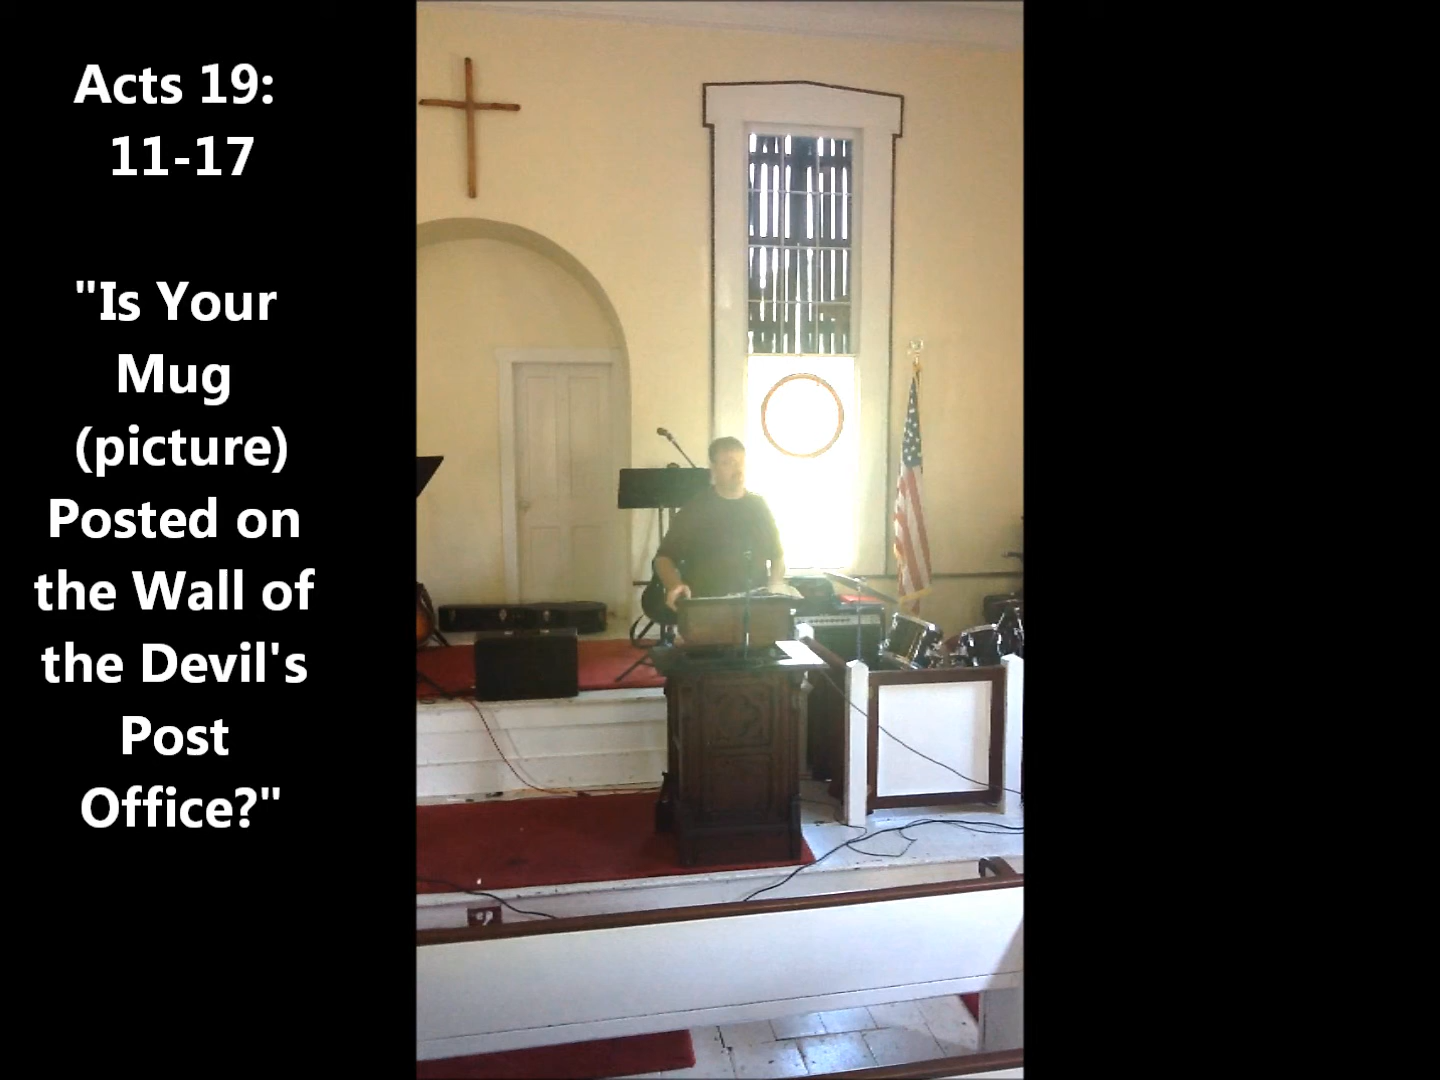 Acts 19:
11-17
"Is Your
Mug
(picture)
Posted on
the Wall of
the Devil's
Post
Office?"